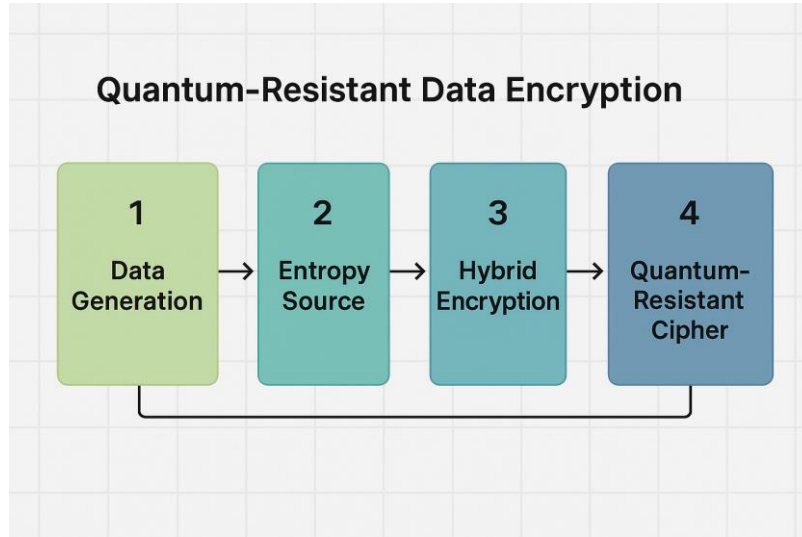 Quantum-Resistant Data Encryption
1
Data
Generation
2
Entropy
Source
3
Hybrid
Encryption
4
Quantum-
Resistant
Cipher